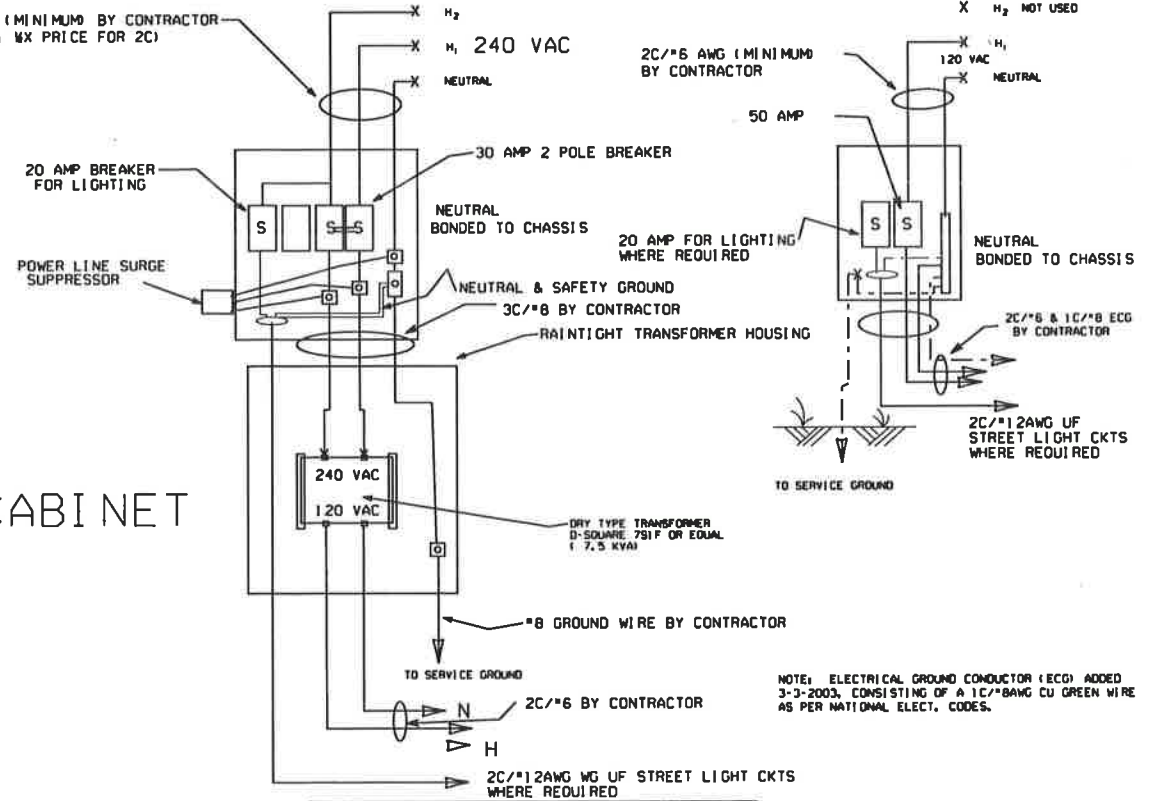 (MINIMUM) BY CONTRACTOR
WX PRICE FOR 2C)
H₂
H₁ 240 VAC
NEUTRAL
20 AMP BREAKER
FOR LIGHTING
30 AMP 2 POLE BREAKER
S
S
S
NEUTRAL
BONDED TO CHASSIS
POWER LINE SURGE
SUPPRESSOR
NEUTRAL & SAFETY GROUND
3C/#8 BY CONTRACTOR
RAINTIGHT TRANSFORMER HOUSING
240 VAC
120 VAC
DRY TYPE TRANSFORMER
D-SQUARE 791F OR EQUAL
( 7.5 KVA)
CABINET
#8 GROUND WIRE BY CONTRACTOR
TO SERVICE GROUND
N
2C/#6 BY CONTRACTOR
H
2C/#12AWG WG UF STREET LIGHT CKTS
WHERE REQUIRED
H₂ NOT USED
H₁
120 VAC
NEUTRAL
2C/#6 AWG (MINIMUM)
BY CONTRACTOR
50 AMP
S
S
20 AMP FOR LIGHTING
WHERE REQUIRED
NEUTRAL
BONDED TO CHASSIS
2C/#6 & 1C/#8 ECG
BY CONTRACTOR
2C/#12AWG UF
STREET LIGHT CKTS
WHERE REQUIRED
TO SERVICE GROUND
NOTE: ELECTRICAL GROUND CONDUCTOR (ECG) ADDED
3-3-2003, CONSISTING OF A 1C/#8AWG CU GREEN WIRE
AS PER NATIONAL ELECT. CODES.